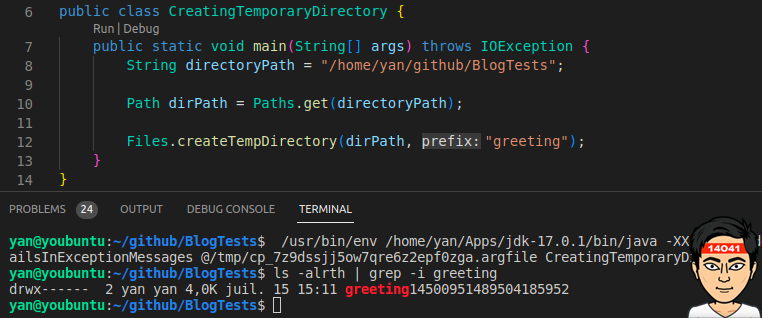 6 public class CreatingTemporaryDirectory {
Run | Debug
7 public static void main(String[] args) throws IOException {
8 String directoryPath = "/home/yan/github/BlogTests";
9
10 Path dirPath = Paths.get(directoryPath);
11
12 Files.createTempDirectory(dirPath, prefix: "greeting");
13 }
14 }
PROBLEMS 24 OUTPUT DEBUG CONSOLE TERMINAL
yan@youbuntu:~/github/BlogTests$ /usr/bin/env /home/yan/Apps/jdk-17.0.1/bin/java -XX
ailsInExceptionMessages @/tmp/cp_7z9dssjj5ow7qre6z2epf0zga.argfile CreatingTemporaryDi
yan@youbuntu:~/github/BlogTests$ ls -alrth | grep -i greeting
drwx------ 2 yan yan 4,0K juil. 15 15:11 greeting14500951489504185952
yan@youbuntu:~/github/BlogTests$
14041